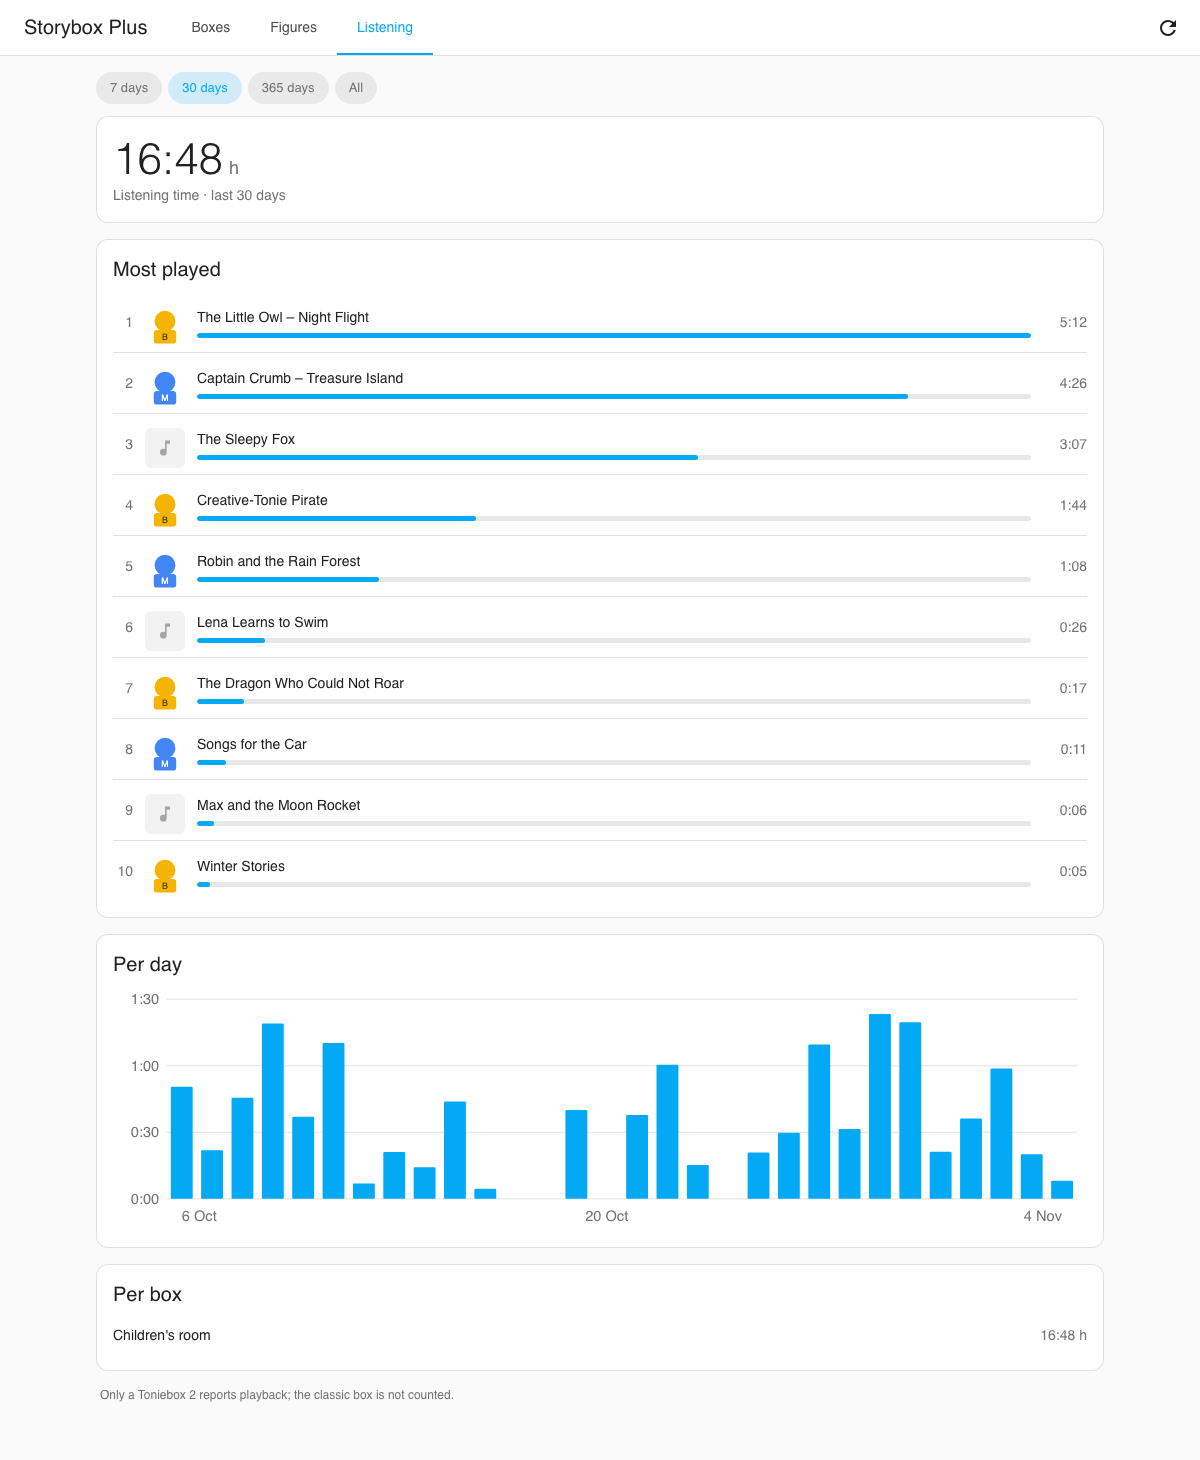 Storybox Plus
Boxes
Figures
Listening
7 days
30 days
365 days
All
16:48 h
Listening time · last 30 days
Most played
1
B
The Little Owl – Night Flight
5:12
2
M
Captain Crumb – Treasure Island
4:26
3
The Sleepy Fox
3:07
4
B
Creative-Tonie Pirate
1:44
5
M
Robin and the Rain Forest
1:08
6
Lena Learns to Swim
0:26
7
B
The Dragon Who Could Not Roar
0:17
8
M
Songs for the Car
0:11
9
Max and the Moon Rocket
0:06
10
B
Winter Stories
0:05
Per day
1:30
1:00
0:30
0:00
6 Oct
20 Oct
4 Nov
Per box
Children's room
16:48 h
Only a Toniebox 2 reports playback; the classic box is not counted.